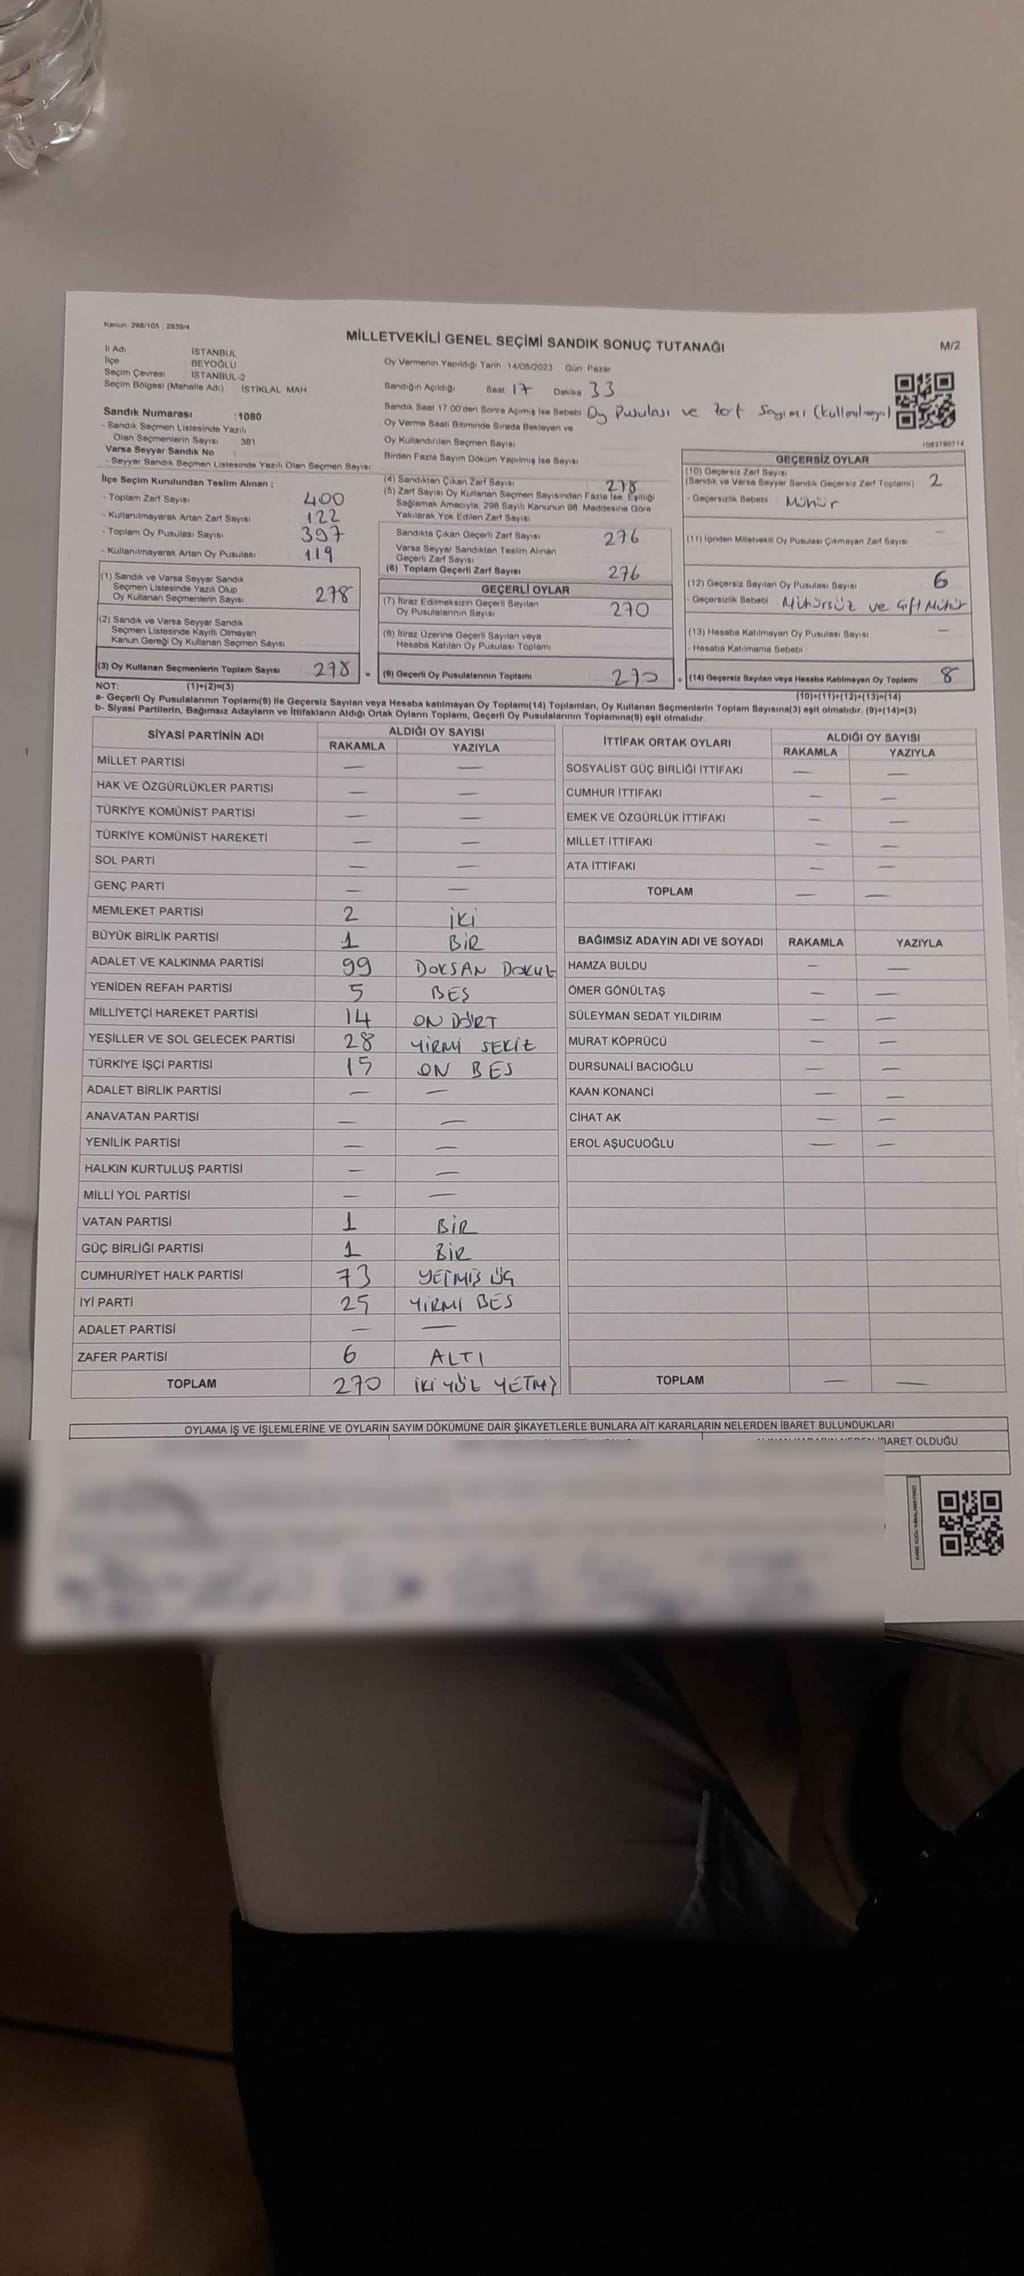 Kanun 298/105 2839/4
MİLLETVEKİLİ GENEL SEÇİMİ SANDIK SONUÇ TUTANAĞI
M/2
İl Adı İSTANBUL
İlçe BEYOĞLU
Seçim Çevresi İSTANBUL-2
Seçim Bölgesi (Mahalle Adı) İSTİKLAL MAH.
Oy Vermenin Yapıldığı Tarih 14/05/2023 Gün Pazar
Sandığın Açıldığı Saat 17 Dakika 33
Sandık Saat 17.00'den Sonra Açımış İse Sebebi Oy Pusulası ve Zarf Sayımı
Oy Verme Saati Bitiminde Sırada Bekleyen ve
Oy Kullandırılan Seçmen Sayısı
Birden Fazla Sayım Döküm Yapılmış İse Sayısı
Sandık Numarası :1080
- Sandık Seçmen Listesinde Yazılı
Olan Seçmenlerin Sayısı 381
Varsa Seyyar Sandık No :
- Seyyar Sandık Seçmen Listesinde Yazılı Olan Seçmen Sayısı
İlçe Seçim Kurulundan Teslim Alınan ;
- Toplam Zarf Sayısı 400
- Kullanılmayarak Artan Zarf Sayısı 122
- Toplam Oy Pusulası Sayısı 397
- Kullanılmayarak Artan Oy Pusulası 119
(1) Sandık ve Varsa Seyyar Sandık
Seçmen Listesinde Yazılı Olup
Oy Kullanan Seçmenlerin Sayısı 278
(2) Sandık ve Varsa Seyyar Sandık
Seçmen Listesinde Kayıtlı Olmayan
Kanun Gereği Oy Kullanan Seçmen Sayısı
(3) Oy Kullanan Seçmenlerin Toplam Sayısı 278 =
(4) Sandıktan Çıkan Zarf Sayısı 278
(5) Zarf Sayısı Oy Kullanan Seçmen Sayısından Fazla İse, Eşitliği
Sağlamak Amacıyla, 298 Sayılı Kanunun 98. Maddesine Göre
Yakılarak Yok Edilen Zarf Sayısı
Sandıkta Çıkan Geçerli Zarf Sayısı 276
Varsa Seyyar Sandıktan Teslim Alınan
Geçerli Zarf Sayısı
(6) Toplam Geçerli Zarf Sayısı 276
GEÇERLİ OYLAR
(7) İtiraz Edilmeksizin Geçerli Sayılan
Oy Pusulalarının Sayısı 270
(8) İtiraz Üzerine Geçerli Sayılan veya
Hesaba Katılan Oy Pusulası Toplamı
(9) Geçerli Oy Pusulalarının Toplamı 270 +
1083760714
GEÇERSİZ OYLAR
(10) Geçersiz Zarf Sayısı
(Sandık ve Varsa Seyyar Sandık Geçersiz Zarf Toplamı) 2
- Geçersizlik Sebebi Mühür
(11) İçinden Milletvekili Oy Pusulası Çıkmayan Zarf Sayısı —
(12) Geçersiz Sayılan Oy Pusulası Sayısı 6
- Geçersizlik Sebebi Mühürsüz ve Çift Mühür
(13) Hesaba Katılmayan Oy Pusulası Sayısı —
- Hesaba Katılmama Sebebi
(14) Geçersiz Sayılan veya Hesaba Katılmayan Oy Toplamı 8
NOT: (1)+(2)=(3) (10)+(11)+(12)+(13)=(14)
a- Geçerli Oy Pusulalarının Toplamı(9) ile Geçersiz Sayılan veya Hesaba katılmayan Oy Toplamı(14) Toplamları, Oy Kullanan Seçmenlerin Toplam Sayısına(3) eşit olmalıdır. (9)+(14)=(3)
b- Siyasi Partilerin, Bağımsız Adayların ve İttifakların Aldığı Ortak Oyların Toplamı, Geçerli Oy Pusulalarının Toplamına(9) eşit olmalıdır.
SİYASİ PARTİNİN ADI ALDIĞI OY SAYISI
RAKAMLA YAZIYLA
MİLLET PARTİSİ — —
HAK VE ÖZGÜRLÜKLER PARTİSİ — —
TÜRKİYE KOMÜNİST PARTİSİ — —
TÜRKİYE KOMÜNİST HAREKETİ — —
SOL PARTİ — —
GENÇ PARTİ — —
MEMLEKET PARTİSİ 2 İKİ
BÜYÜK BİRLİK PARTİSİ 1 BİR
ADALET VE KALKINMA PARTİSİ 99 DOKSAN DOKUZ
YENİDEN REFAH PARTİSİ 5 BEŞ
MİLLİYETÇİ HAREKET PARTİSİ 14 ON DÖRT
YEŞİLLER VE SOL GELECEK PARTİSİ 28 YİRMİ SEKİZ
TÜRKİYE İŞÇİ PARTİSİ 15 ON BEŞ
ADALET BİRLİK PARTİSİ — —
ANAVATAN PARTİSİ — —
YENİLİK PARTİSİ — —
HALKIN KURTULUŞ PARTİSİ — —
MİLLİ YOL PARTİSİ — —
VATAN PARTİSİ 1 BİR
GÜÇ BİRLİĞİ PARTİSİ 1 BİR
CUMHURİYET HALK PARTİSİ 73 YETMİŞ ÜÇ
İYİ PARTİ 25 YİRMİ BEŞ
ADALET PARTİSİ — —
ZAFER PARTİSİ 6 ALTI
TOPLAM 270 İKİ YÜZ YETMİŞ
İTTİFAK ORTAK OYLARI ALDIĞI OY SAYISI
RAKAMLA YAZIYLA
SOSYALİST GÜÇ BİRLİĞİ İTTİFAKI — —
CUMHUR İTTİFAKI — —
EMEK VE ÖZGÜRLÜK İTTİFAKI — —
MİLLET İTTİFAKI — —
ATA İTTİFAKI — —
TOPLAM — —
BAĞIMSIZ ADAYIN ADI VE SOYADI RAKAMLA YAZIYLA
HAMZA BULDU — —
ÖMER GÖNÜLTAŞ — —
SÜLEYMAN SEDAT YILDIRIM — —
MURAT KÖPRÜCÜ — —
DURSUNALİ BACIOĞLU — —
KAAN KONANCİ — —
CİHAT AK — —
EROL AŞUCUOĞLU — —
TOPLAM — —
OYLAMA İŞ VE İŞLEMLERİNE VE OYLARIN SAYIM DÖKÜMÜNE DAİR ŞİKAYETLERLE BUNLARA AİT KARARLARIN NELERDEN İBARET BULUNDUKLARI
İBARET OLDUĞU